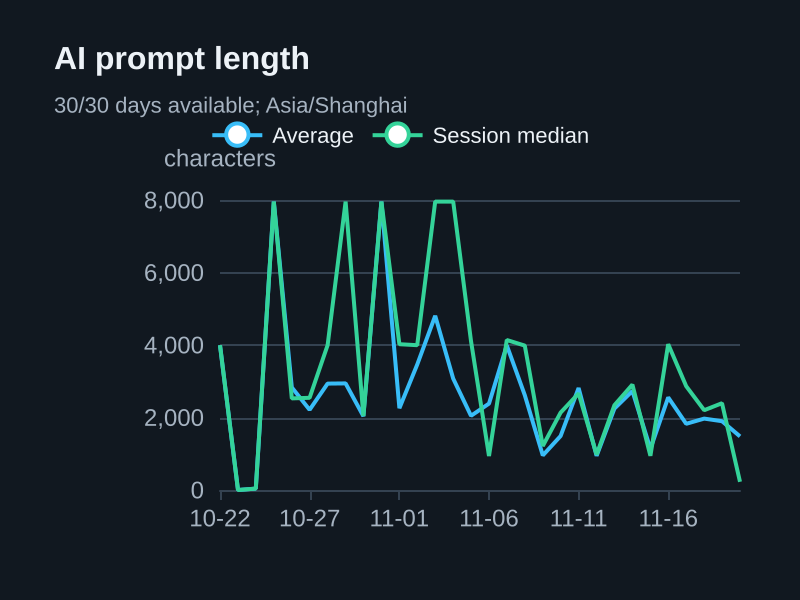 AI prompt length
30/30 days available; Asia/Shanghai
Average Session median
characters
8,000
6,000
4,000
2,000
0
10-22 10-27 11-01 11-06 11-11 11-16